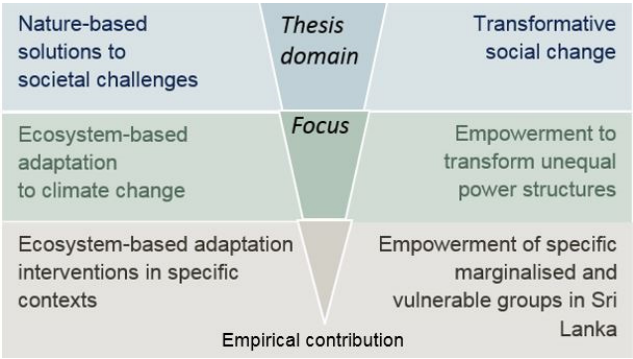 Nature-based
solutions to
societal challenges
Thesis
domain
Transformative
social change
Ecosystem-based
adaptation
to climate change
Focus
Empowerment to
transform unequal
power structures
Ecosystem-based adaptation
interventions in specific
contexts
Empowerment of specific
marginalised and
vulnerable groups in Sri
Lanka
Empirical contribution